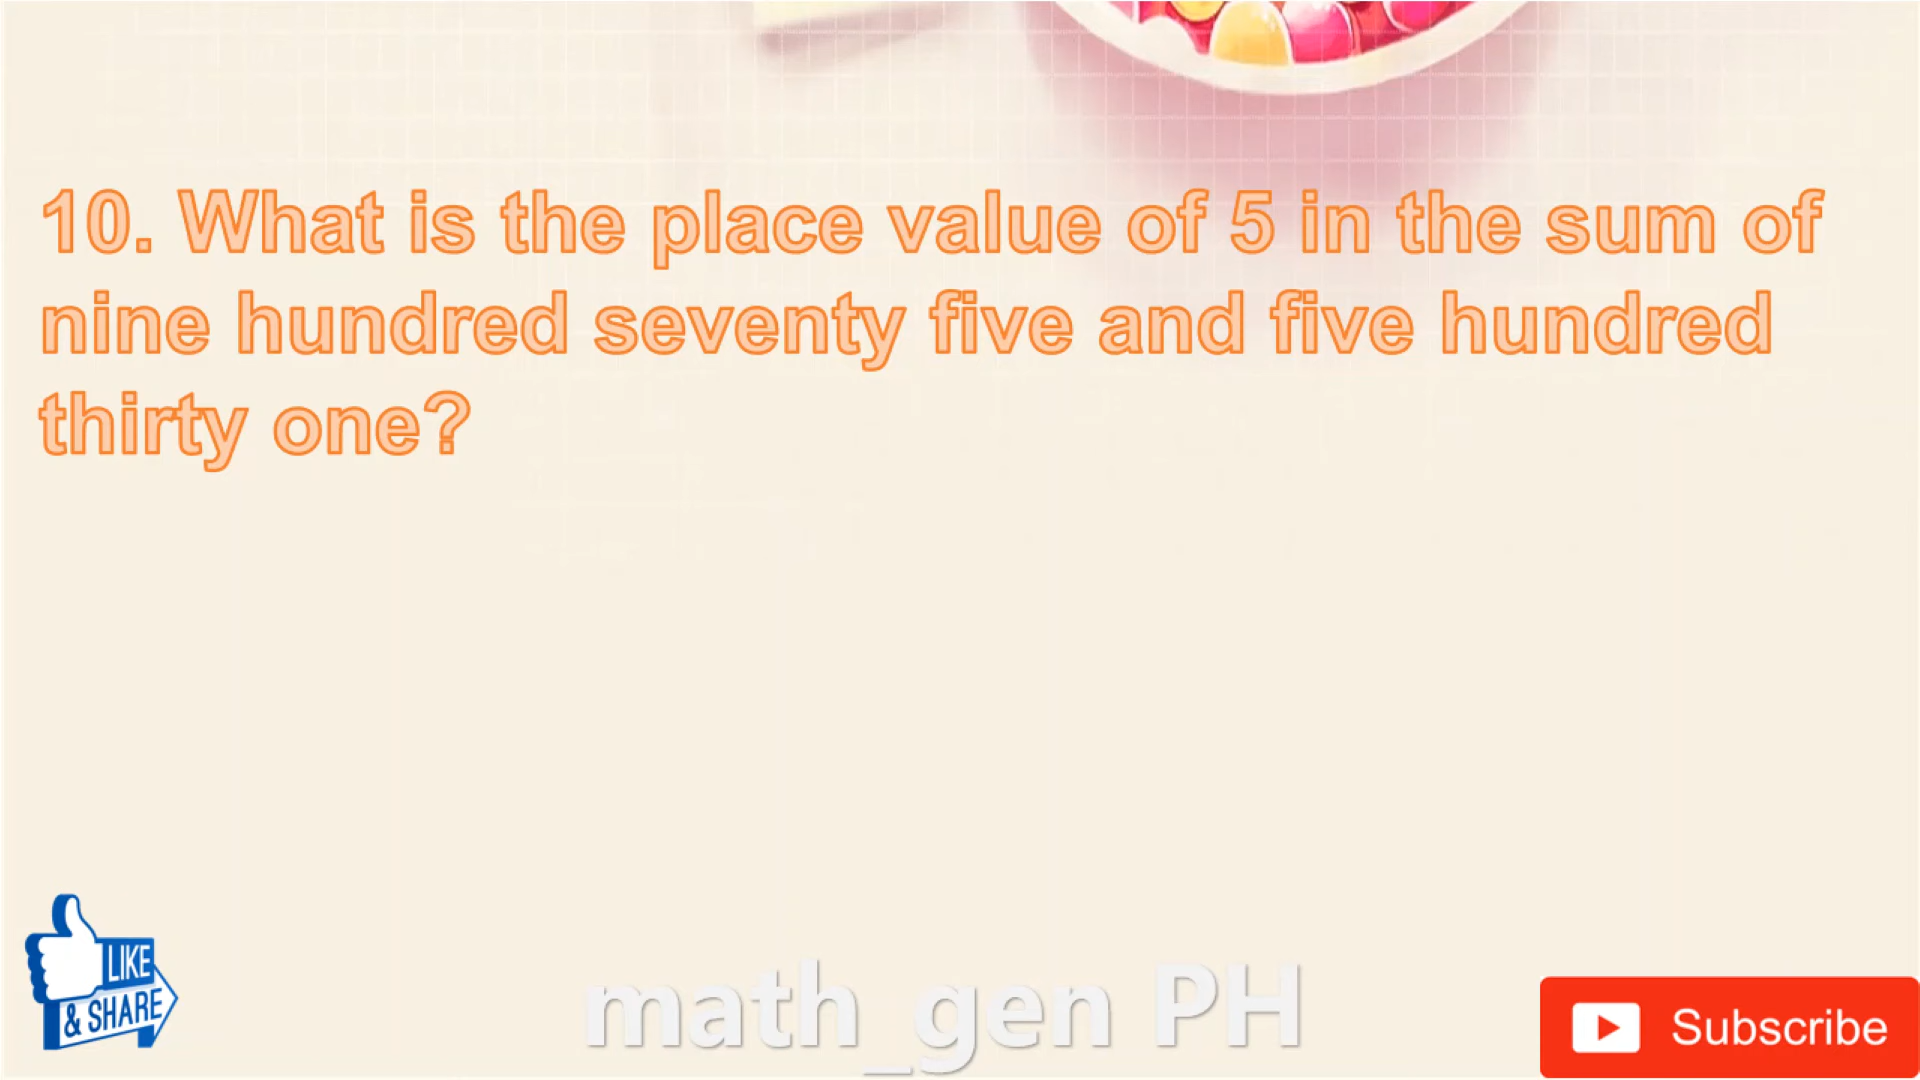 10. What is the place value of 5 in the sum of
nine hundred seventy five and five hundred
thirty one?
LIKE
& SHARE
math_gen PH
Subscribe